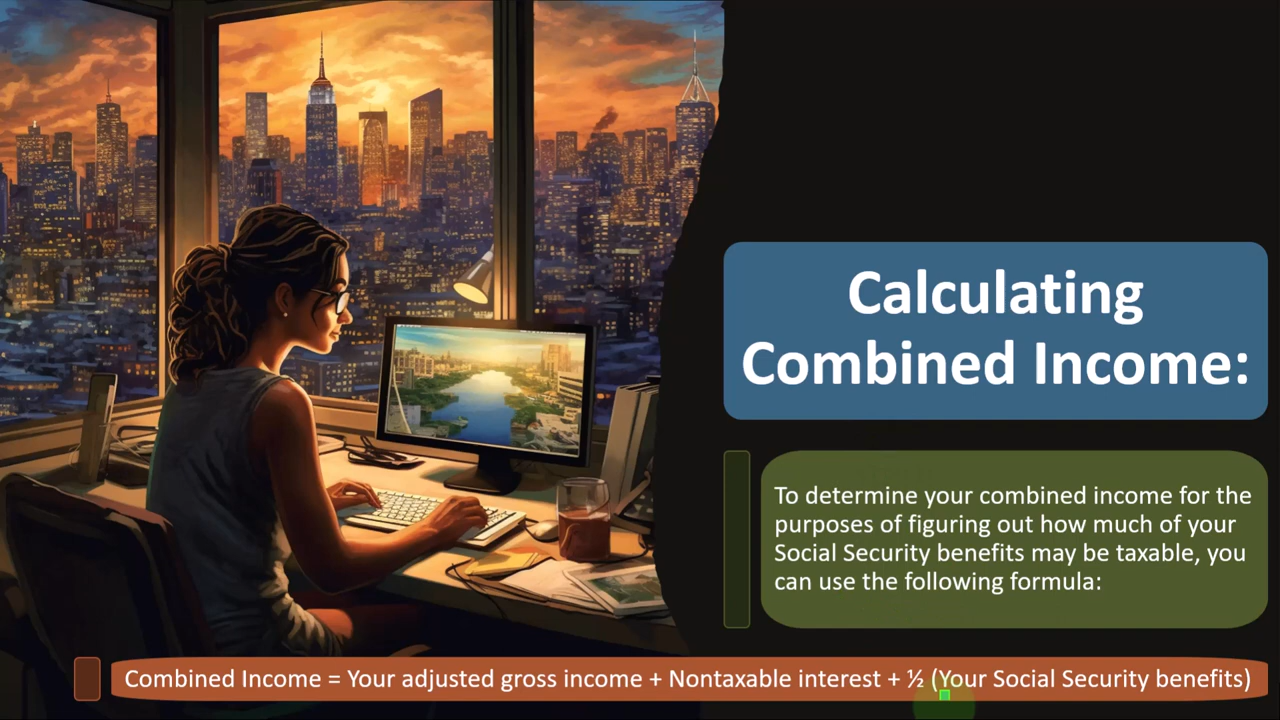 Calculating
Combined Income:
To determine your combined income for the
purposes of figuring out how much of your
Social Security benefits may be taxable, you
can use the following formula:
Combined Income = Your adjusted gross income + Nontaxable interest + ½ (Your Social Security benefits)